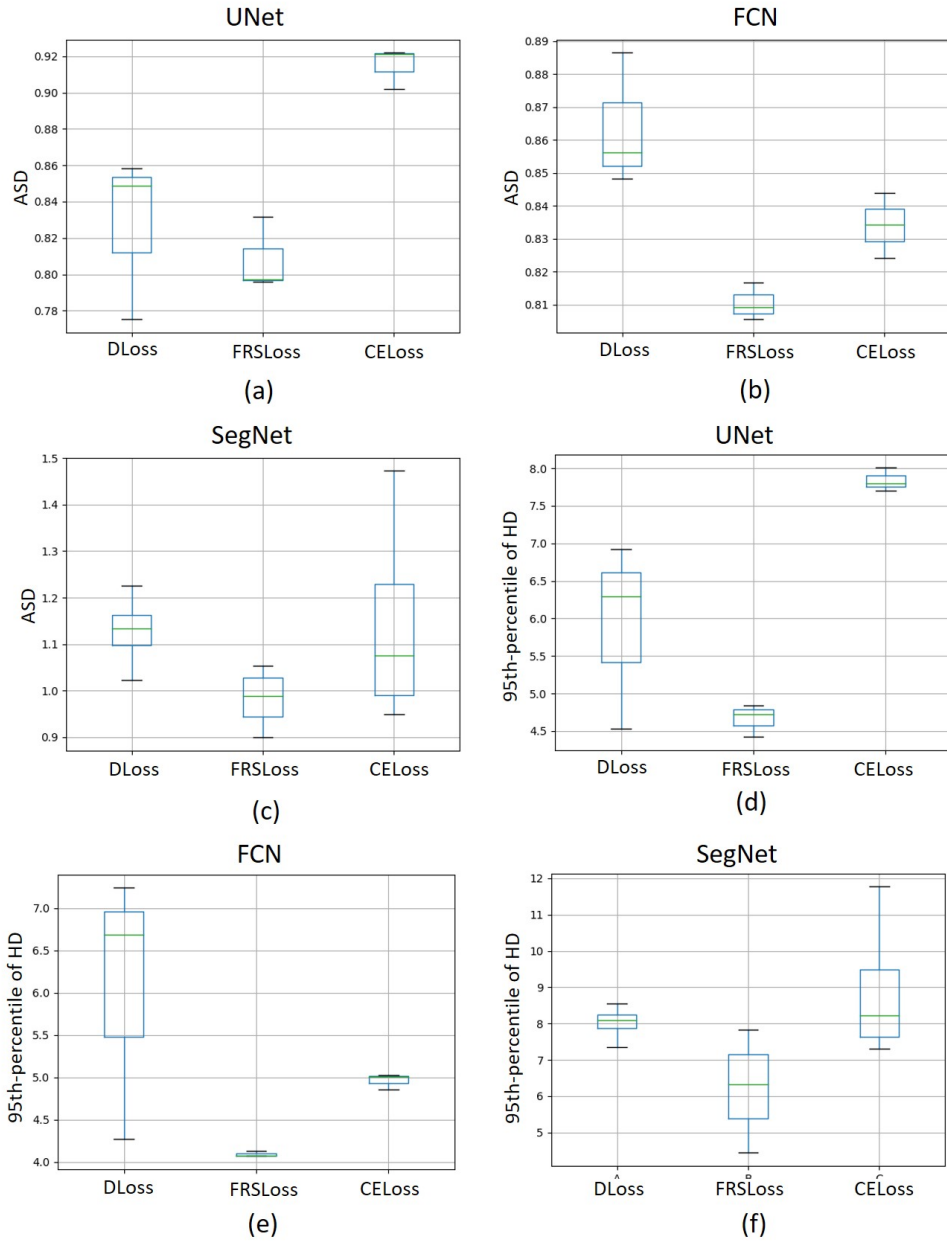 UNet
ASD
0.92
0.90
0.88
0.86
0.84
0.82
0.80
0.78
DLoss FRSLoss CELoss
(a)
FCN
ASD
0.89
0.88
0.87
0.86
0.85
0.84
0.83
0.82
0.81
DLoss FRSLoss CELoss
(b)
SegNet
ASD
1.5
1.4
1.3
1.2
1.1
1.0
0.9
DLoss FRSLoss CELoss
(c)
UNet
95th-percentile of HD
8.0
7.5
7.0
6.5
6.0
5.5
5.0
4.5
DLoss FRSLoss CELoss
(d)
FCN
95th-percentile of HD
7.0
6.5
6.0
5.5
5.0
4.5
4.0
DLoss FRSLoss CELoss
(e)
SegNet
95th-percentile of HD
12
11
10
9
8
7
6
5
DLoss FRSLoss CELoss
(f)